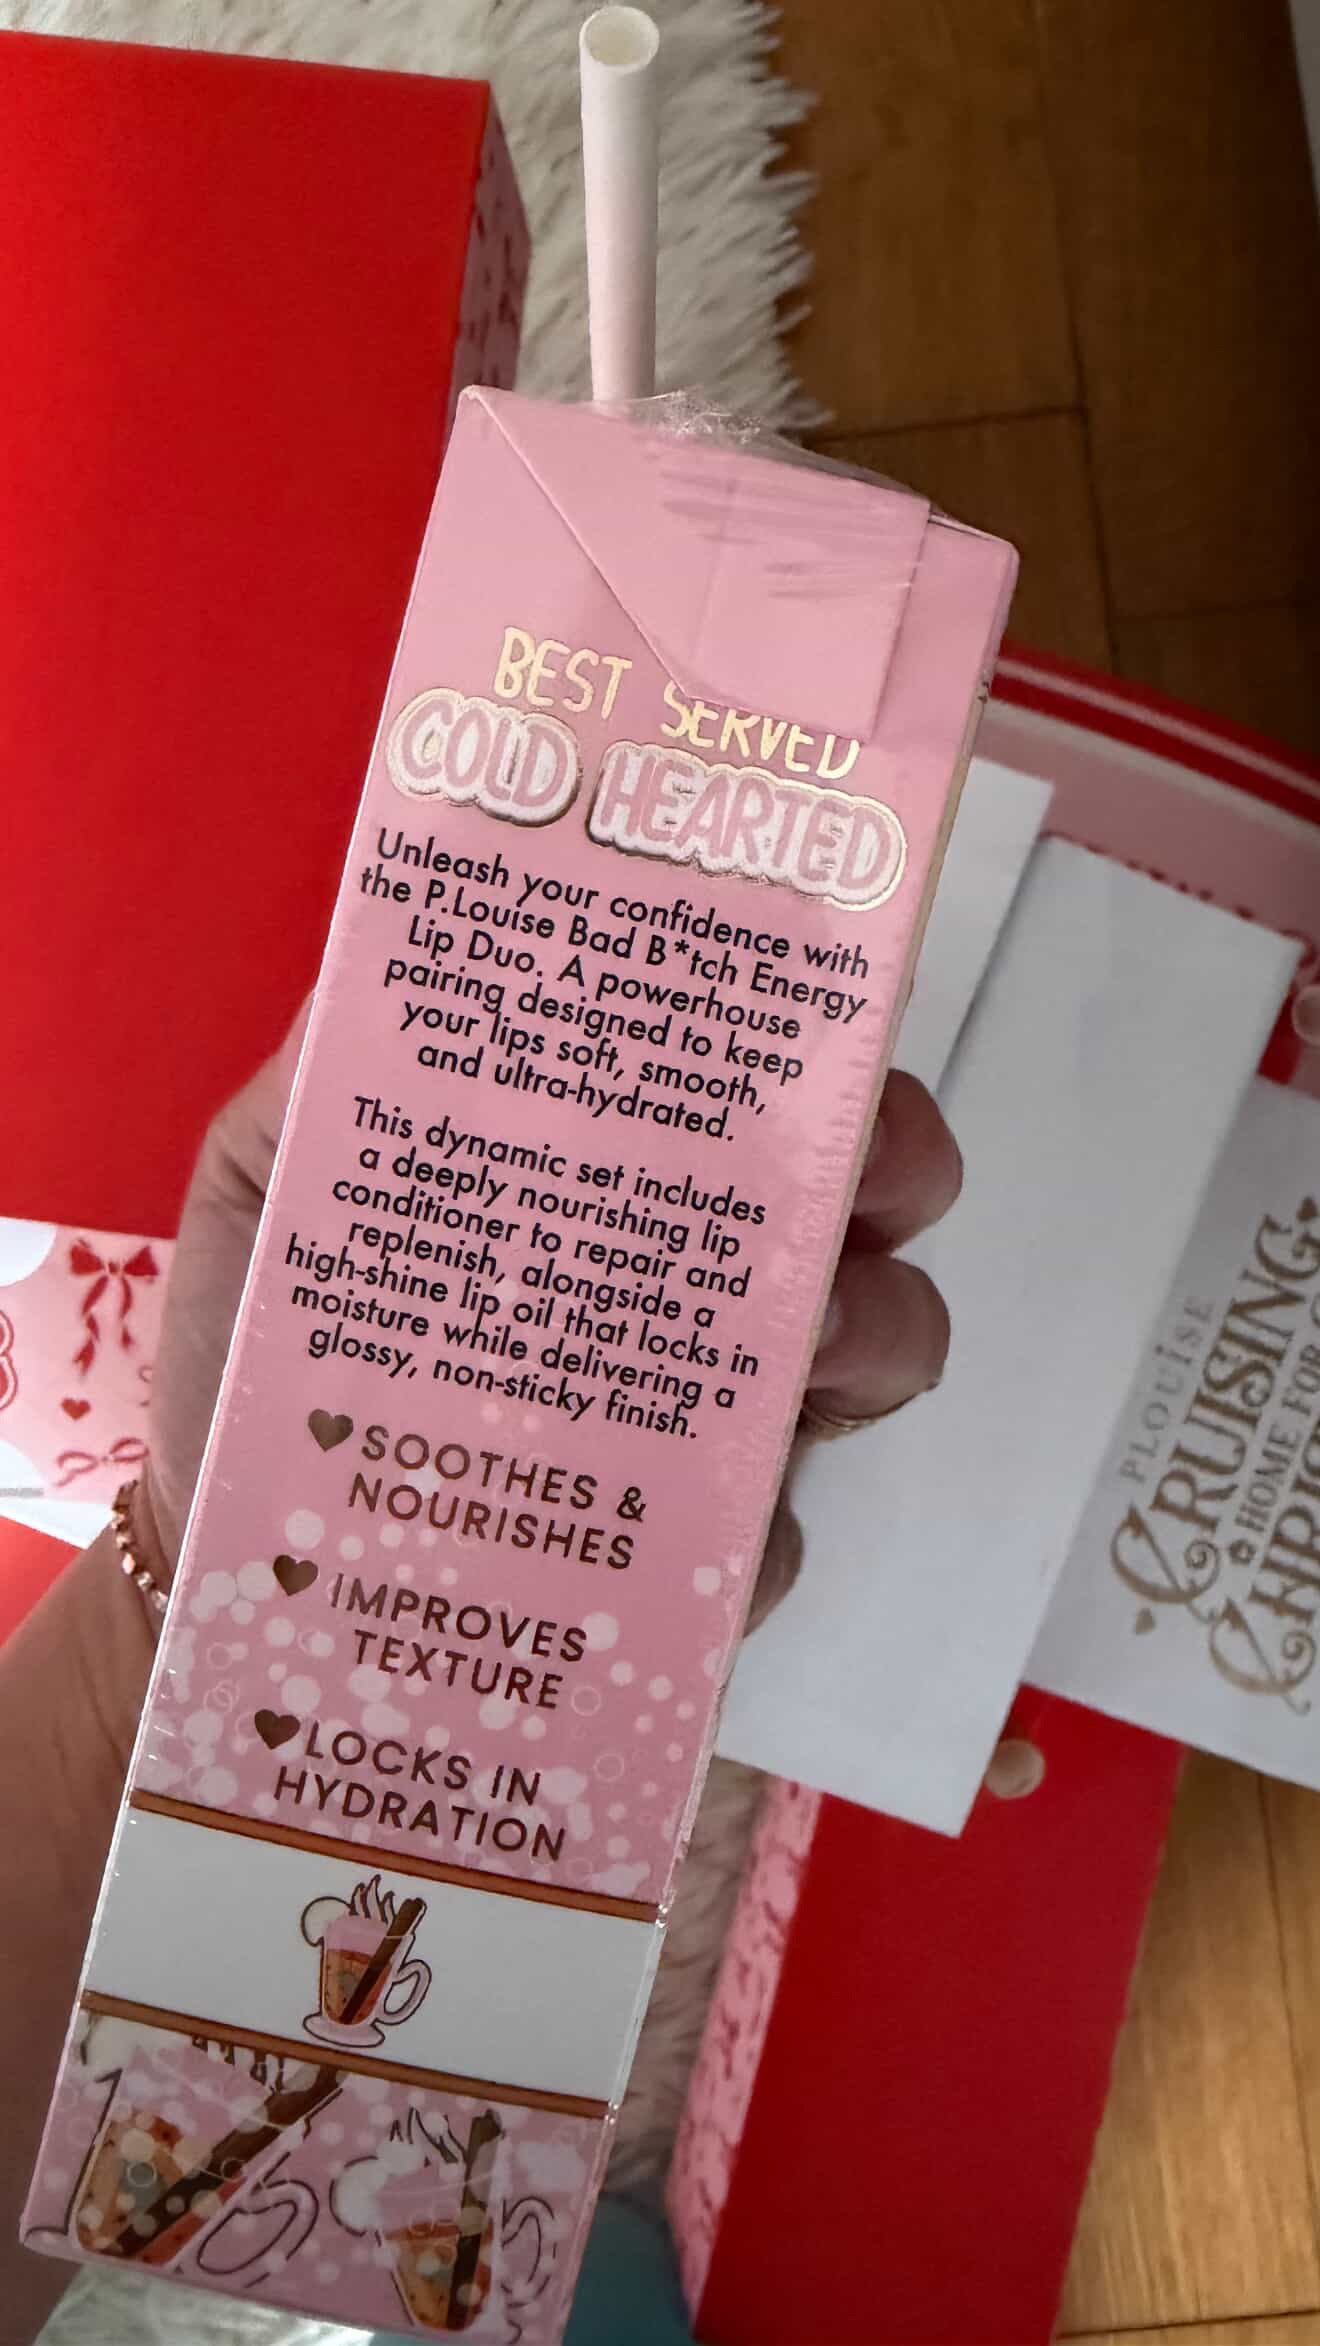 BEST SERVED
COLD HEARTED
Unleash your confidence with
the P.Louise Bad B*tch Energy
Lip Duo. A powerhouse
pairing designed to keep
your lips soft, smooth,
and ultra-hydrated.
This dynamic set includes
a deeply nourishing lip
conditioner to repair and
replenish, alongside a
high-shine lip oil that locks in
moisture while delivering a
glossy, non-sticky finish.
SOOTHES &
NOURISHES
IMPROVES
TEXTURE
LOCKS IN
HYDRATION
PLOUISE
CRUISING
HOME FOR